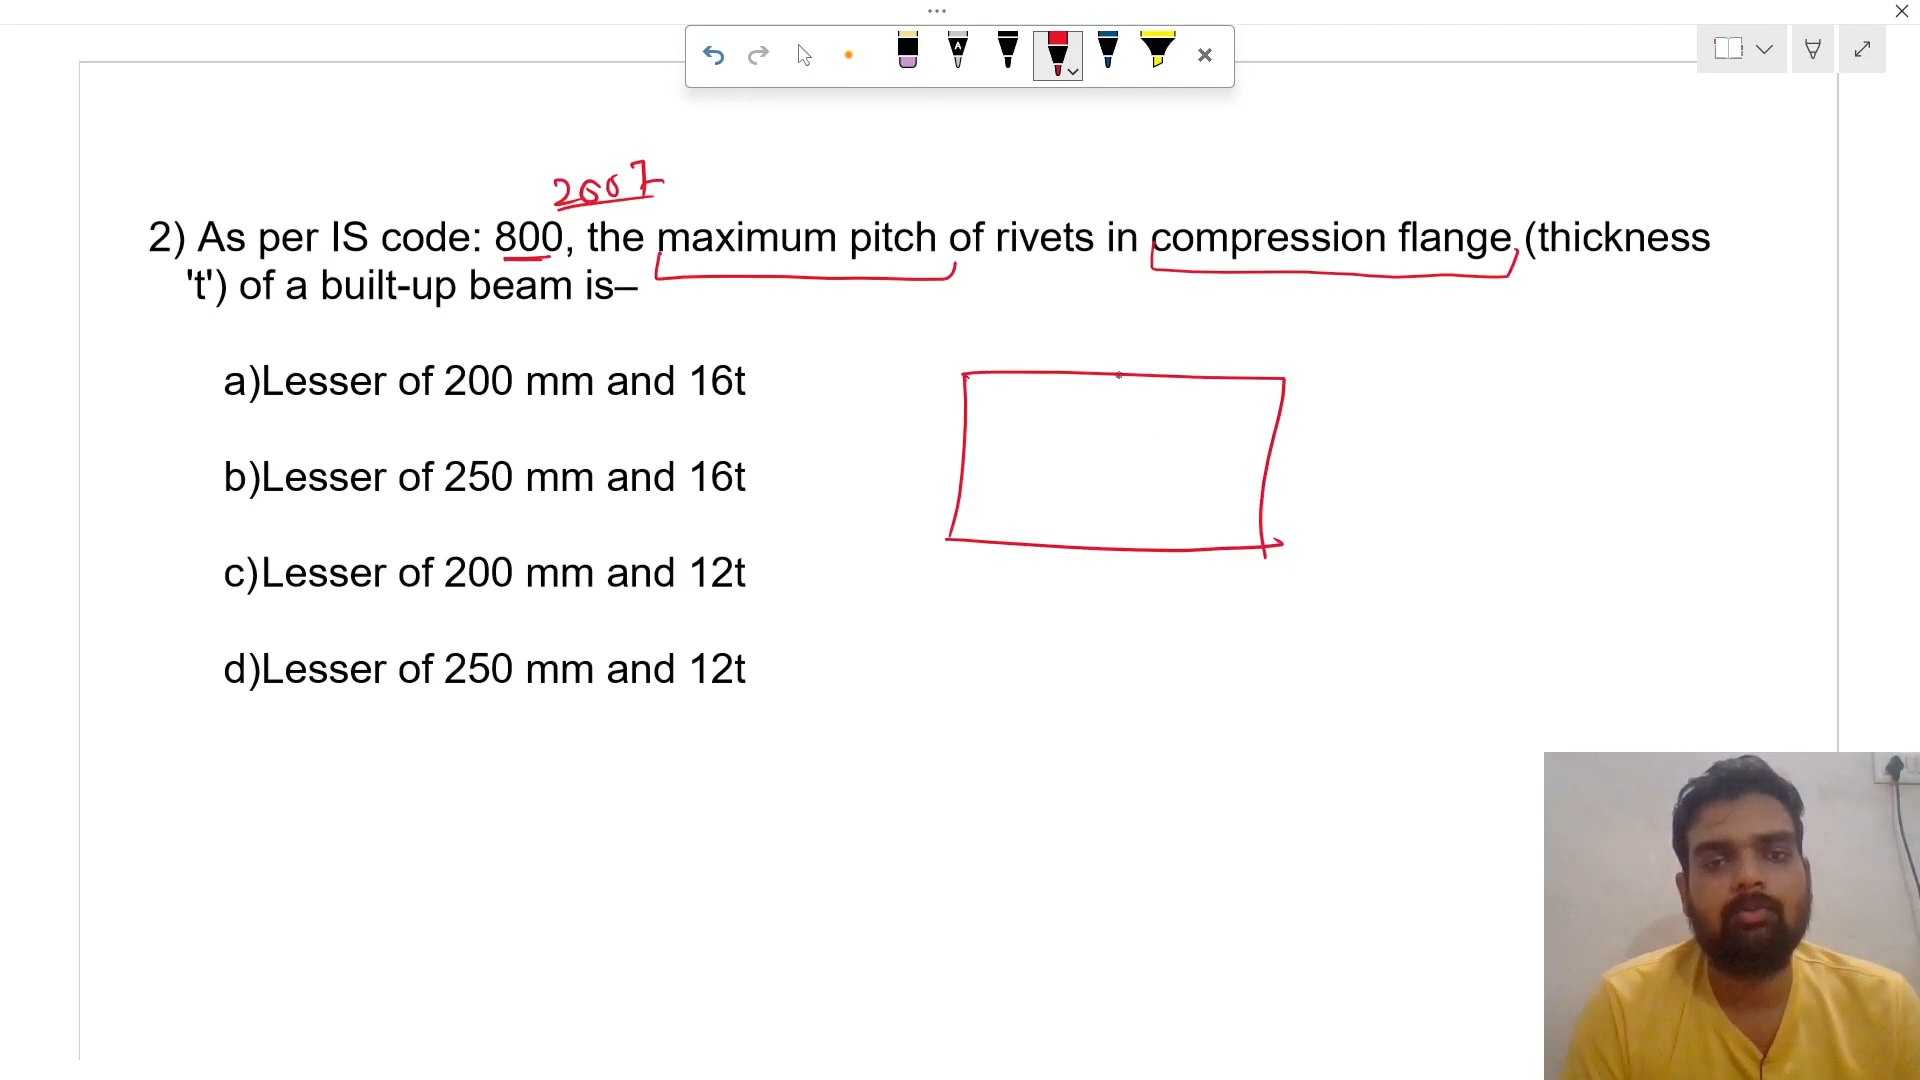 2007
2) As per IS code: 800, the maximum pitch of rivets in compression flange (thickness
't') of a built-up beam is–
a)Lesser of 200 mm and 16t
b)Lesser of 250 mm and 16t
c)Lesser of 200 mm and 12t
d)Lesser of 250 mm and 12t